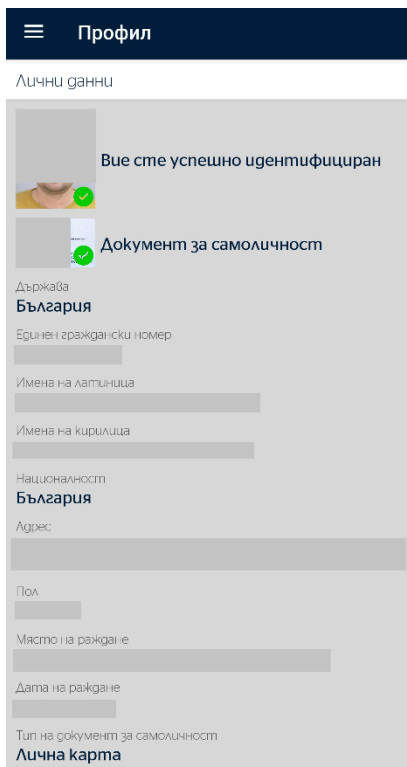 Профил
Лични данни
Вие сте успешно идентифициран
Документ за самоличност
Държава
България
Единен граждански номер
Имена на латиница
Имена на кирилица
Националност
България
Адрес
Пол
Място на раждане
Дата на раждане
Тип на документ за самоличност
Лична карта